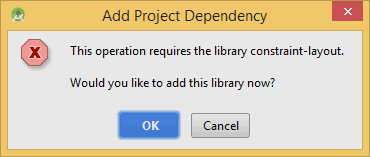 Add Project Dependency
This operation requires the library constraint-layout.
Would you like to add this library now?
OK
Cancel